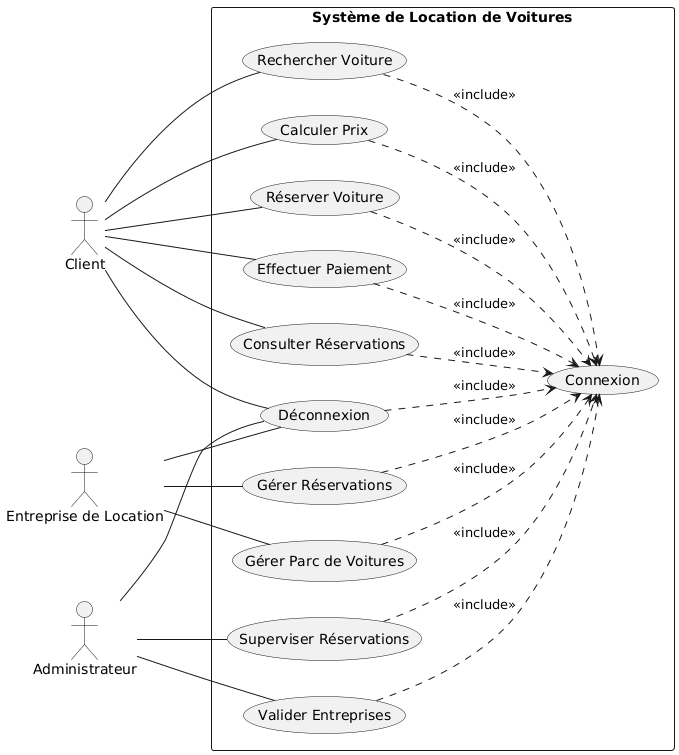 Système de Location de Voitures
Rechercher Voiture
«include»
Calculer Prix
«include»
Réserver Voiture
«include»
Client
Effectuer Paiement
«include»
Consulter Réservations
«include»
Connexion
«include»
Déconnexion
«include»
Gérer Réservations
«include»
Entreprise de Location
Gérer Parc de Voitures
«include»
Superviser Réservations
«include»
Administrateur
Valider Entreprises